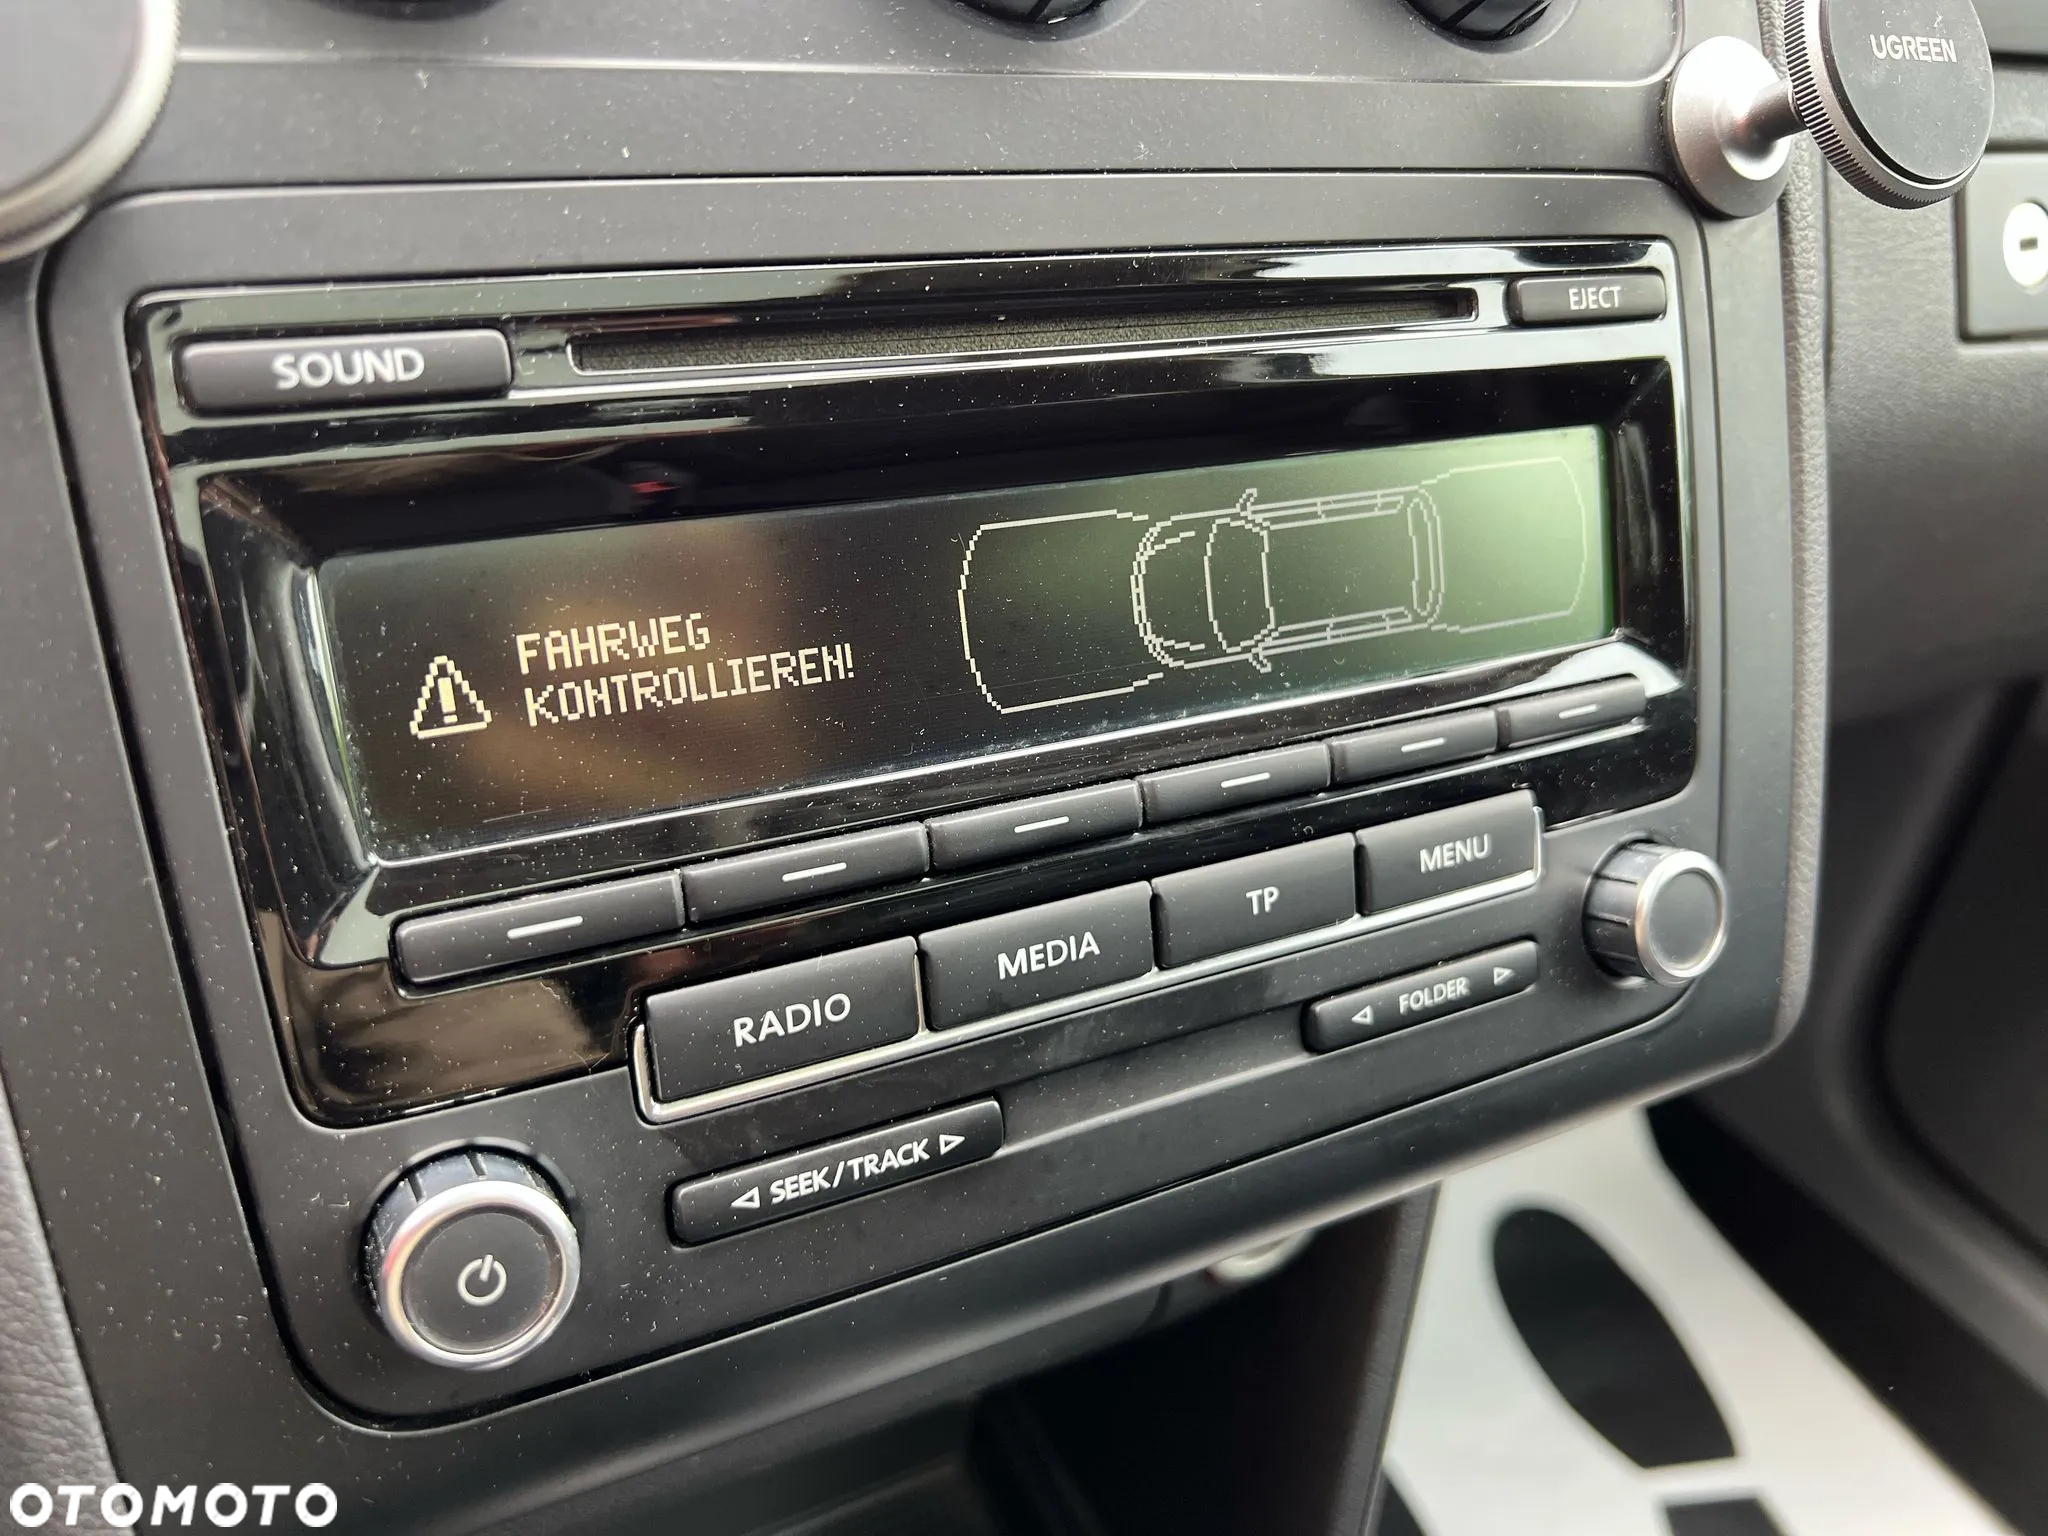 UGREEN
EJECT
SOUND
FAHRWEG
KONTROLLIEREN!
MENU
TP
MEDIA
RADIO
FOLDER
SEEK/TRACK
OTOMOTO